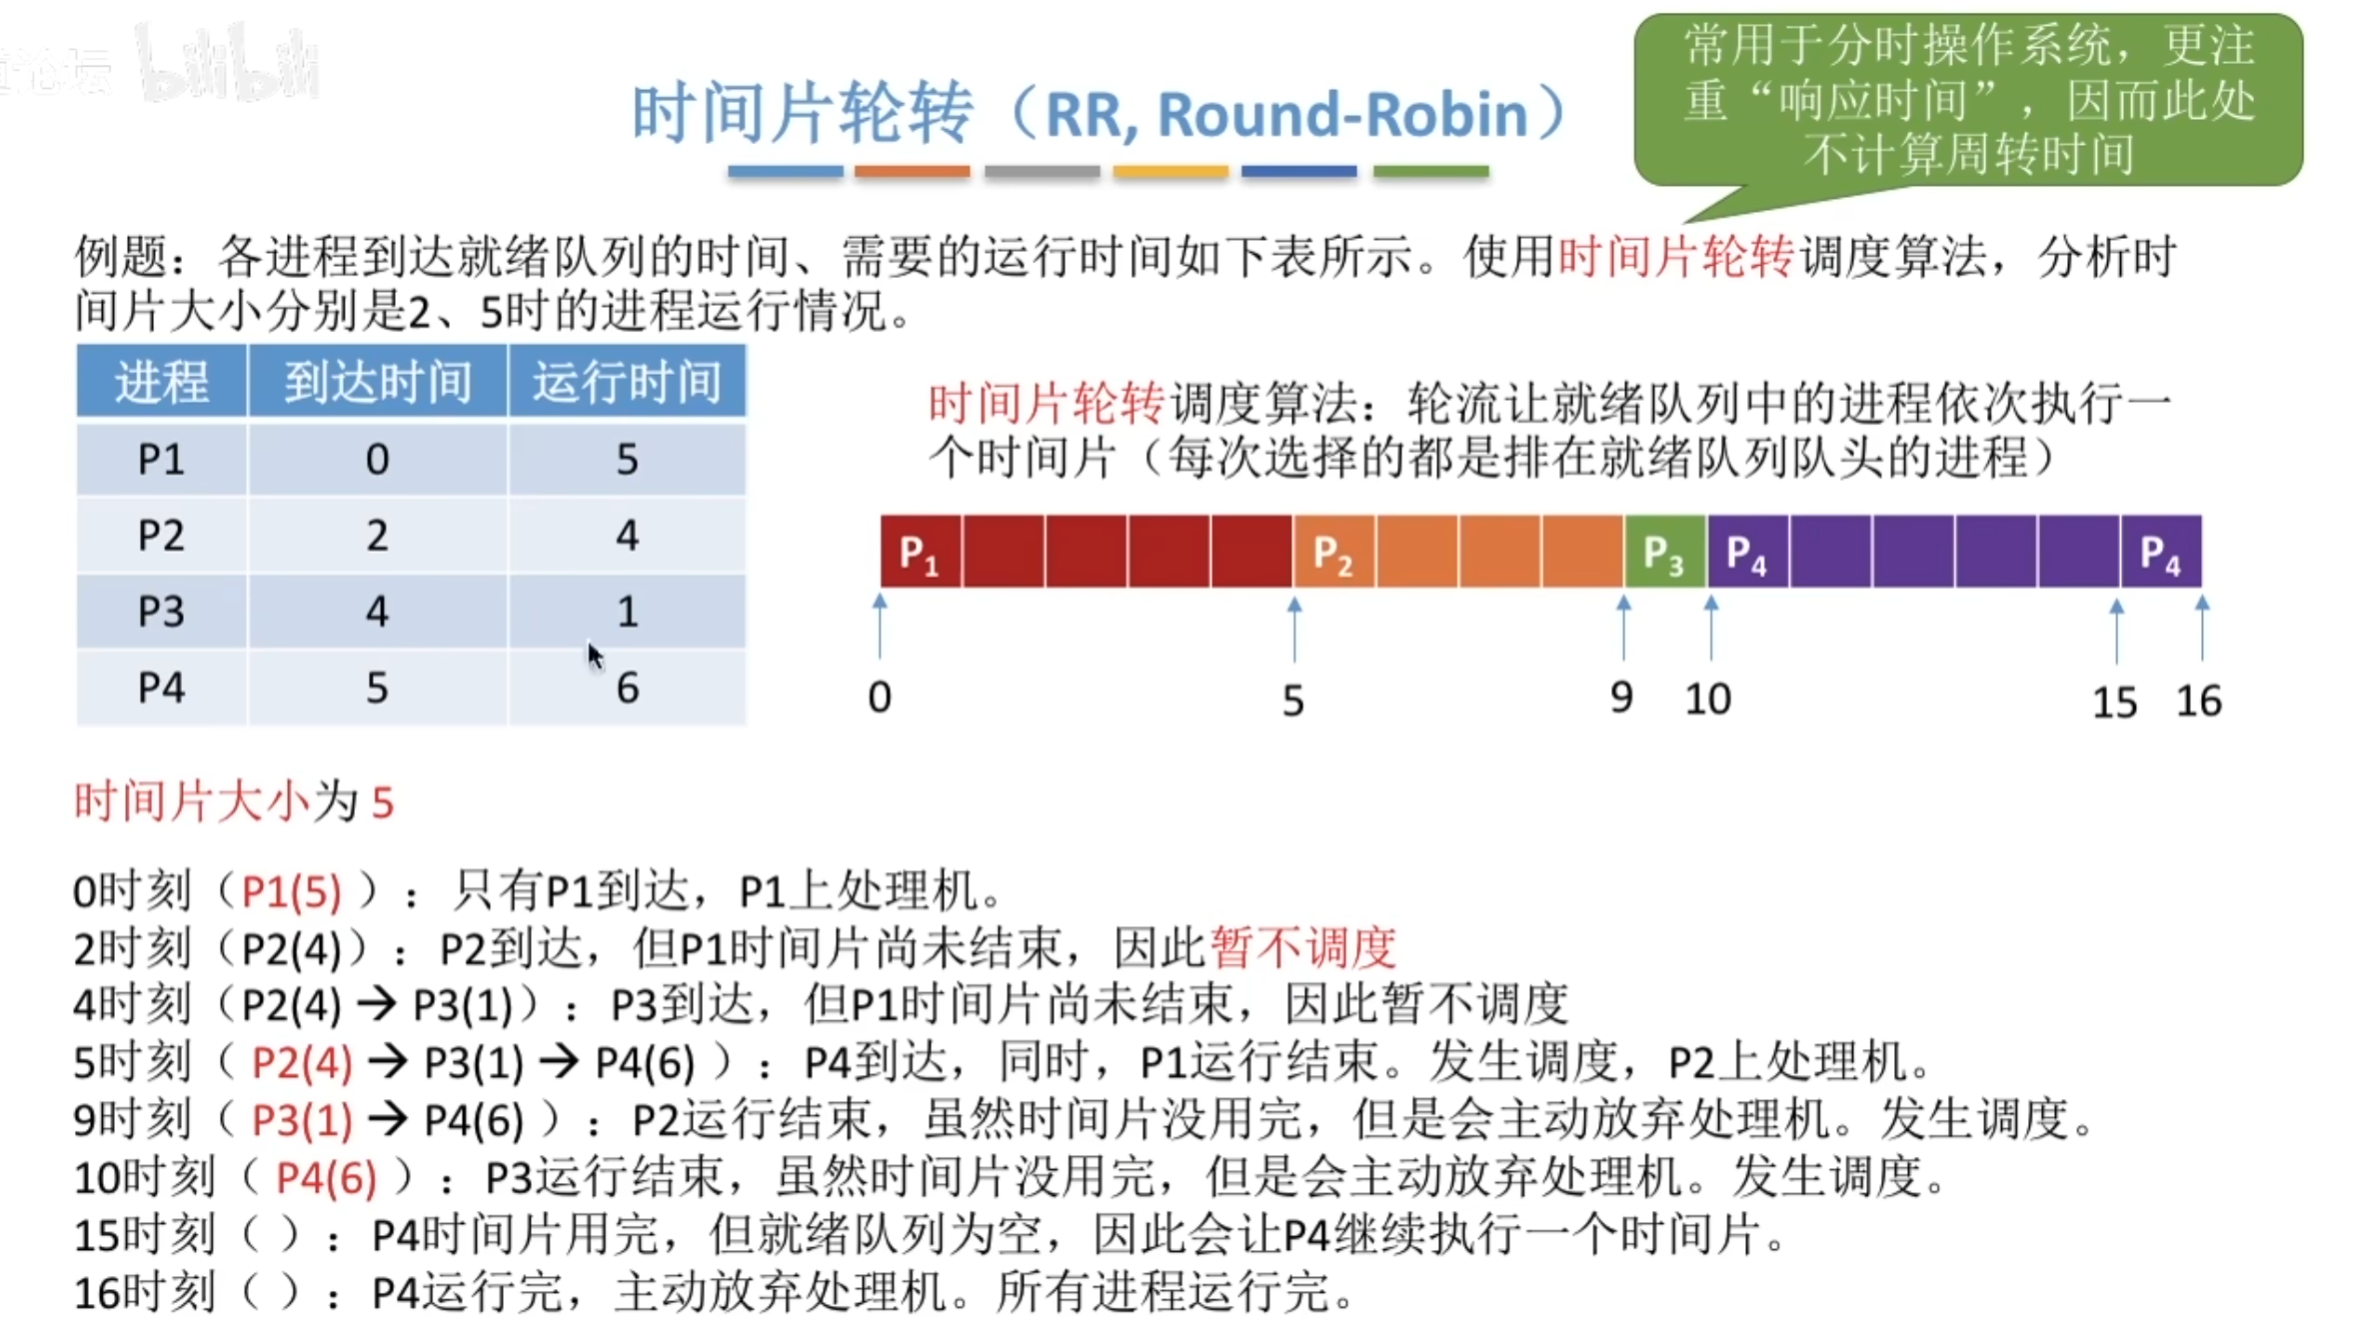 论坛 bilibili
常用于分时操作系统，更注
重“响应时间”，因而此处
不计算周转时间
时间片轮转（RR, Round-Robin）
例题：各进程到达就绪队列的时间、需要的运行时间如下表所示。使用时间片轮转调度算法，分析时
间片大小分别是2、5时的进程运行情况。
进程 到达时间 运行时间
P1 0 5
P2 2 4
P3 4 1
P4 5 6
时间片轮转调度算法：轮流让就绪队列中的进程依次执行一
个时间片（每次选择的都是排在就绪队列队头的进程）
P1 P2 P3 P4 P4
0 5 9 10 15 16
时间片大小为 5
0时刻（P1(5) ）：只有P1到达，P1上处理机。
2时刻（P2(4)）：P2到达，但P1时间片尚未结束，因此暂不调度
4时刻（P2(4) → P3(1)）：P3到达，但P1时间片尚未结束，因此暂不调度
5时刻（ P2(4) → P3(1) → P4(6) ）：P4到达，同时，P1运行结束。发生调度，P2上处理机。
9时刻（ P3(1) → P4(6) ）：P2运行结束，虽然时间片没用完，但是会主动放弃处理机。发生调度。
10时刻（ P4(6) ）：P3运行结束，虽然时间片没用完，但是会主动放弃处理机。发生调度。
15时刻（ ）：P4时间片用完，但就绪队列为空，因此会让P4继续执行一个时间片。
16时刻（ ）：P4运行完，主动放弃处理机。所有进程运行完。